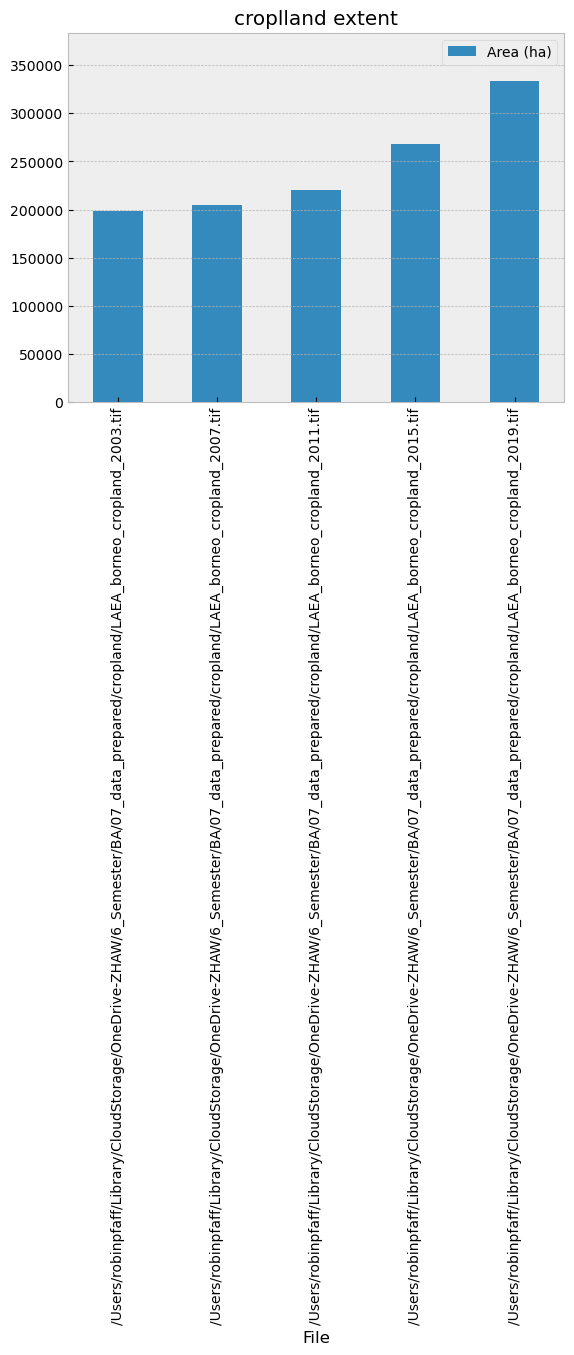 croplland extent
Area (ha)
350000
300000
250000
200000
150000
100000
50000
0
/Users/robinpfaff/Library/CloudStorage/OneDrive-ZHAW/6_Semester/BA/07_data_prepared/cropland/LAEA_borneo_cropland_2003.tif
/Users/robinpfaff/Library/CloudStorage/OneDrive-ZHAW/6_Semester/BA/07_data_prepared/cropland/LAEA_borneo_cropland_2007.tif
/Users/robinpfaff/Library/CloudStorage/OneDrive-ZHAW/6_Semester/BA/07_data_prepared/cropland/LAEA_borneo_cropland_2011.tif
/Users/robinpfaff/Library/CloudStorage/OneDrive-ZHAW/6_Semester/BA/07_data_prepared/cropland/LAEA_borneo_cropland_2015.tif
/Users/robinpfaff/Library/CloudStorage/OneDrive-ZHAW/6_Semester/BA/07_data_prepared/cropland/LAEA_borneo_cropland_2019.tif
File